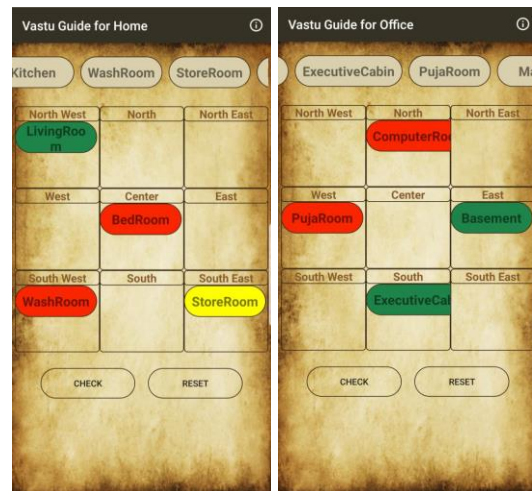 Vastu Guide for Home
Kitchen WashRoom StoreRoom
North West North North East
LivingRoo
m
West Center East
BedRoom
South West South South East
WashRoom StoreRoom
CHECK RESET
Vastu Guide for Office
ExecutiveCabin PujaRoom Ma
North West North North East
ComputerRoo
West Center East
PujaRoom Basement
South West South South East
ExecutiveCal
CHECK RESET